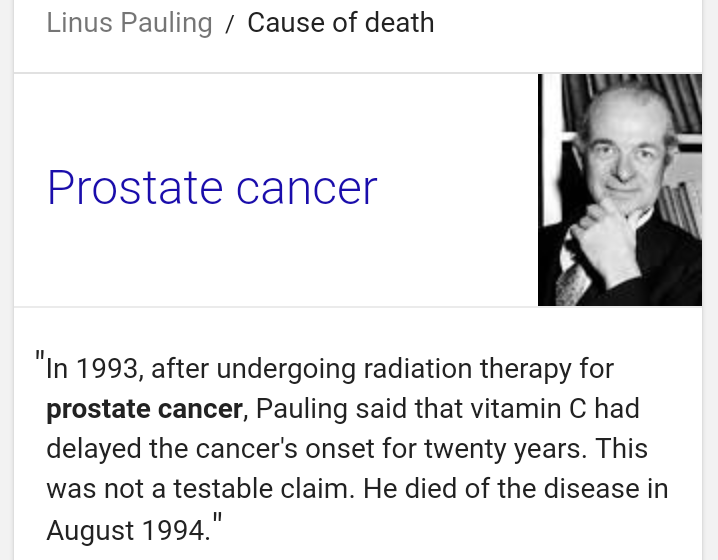 Linus Pauling / Cause of death
Prostate cancer
"In 1993, after undergoing radiation therapy for
prostate cancer, Pauling said that vitamin C had
delayed the cancer's onset for twenty years. This
was not a testable claim. He died of the disease in
August 1994."